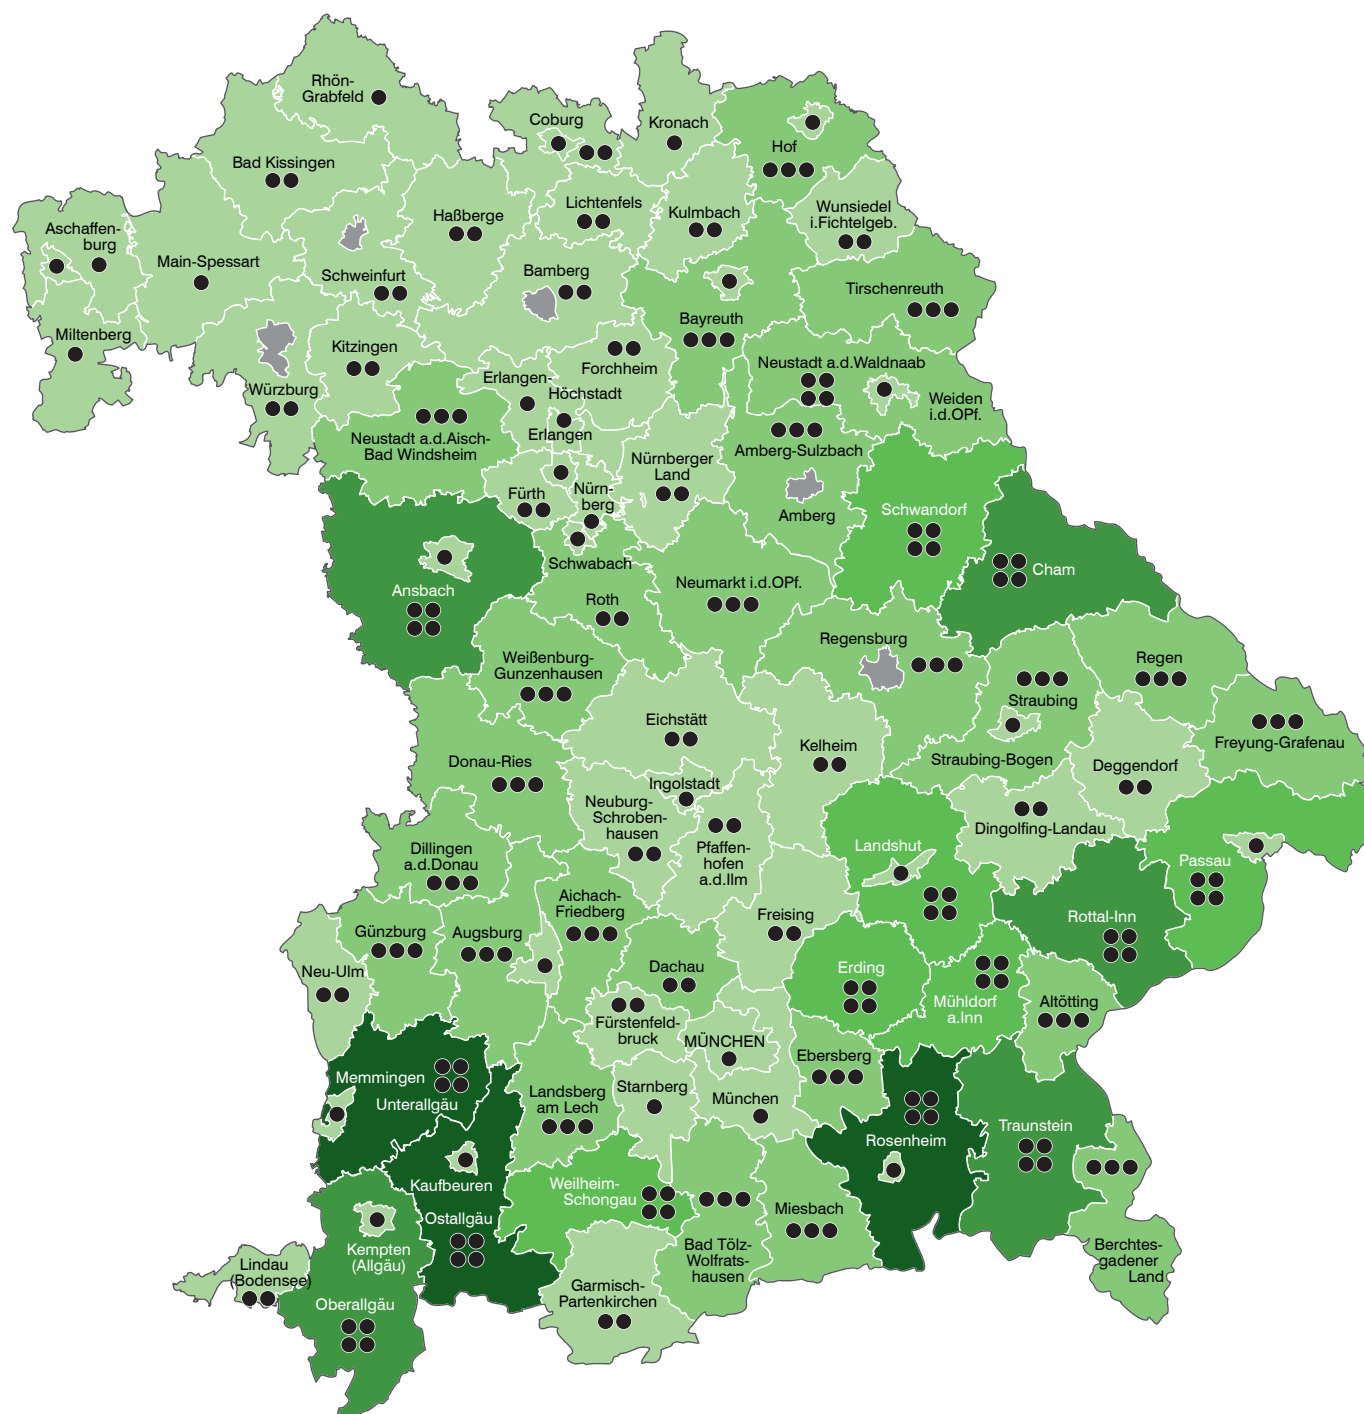 Rhön-
Grabfeld
Coburg
Kronach
Hof
Bad Kissingen
Haßberge
Lichtenfels
Kulmbach
Wunsiedel
i.Fichtelgeb.
Aschaffen-
burg
Main-Spessart
Schweinfurt
Bamberg
Tirschenreuth
Miltenberg
Kitzingen
Bayreuth
Forchheim
Neustadt a.d.Waldnaab
Würzburg
Erlangen-
Höchstadt
Weiden
i.d.OPf.
Erlangen
Neustadt a.d.Aisch-
Bad Windsheim
Amberg-Sulzbach
Nürnberger
Land
Fürth
Nürn-
berg
Amberg
Schwandorf
Schwabach
Cham
Ansbach
Neumarkt i.d.OPf.
Roth
Regensburg
Weißenburg-
Gunzenhausen
Regen
Straubing
Eichstätt
Kelheim
Freyung-Grafenau
Donau-Ries
Straubing-Bogen
Deggendorf
Ingolstadt
Neuburg-
Schroben-
hausen
Dingolfing-Landau
Dillingen
a.d.Donau
Pfaffen-
hofen
a.d.Ilm
Landshut
Passau
Aichach-
Friedberg
Freising
Rottal-Inn
Günzburg
Augsburg
Neu-Ulm
Dachau
Erding
Mühldorf
a.Inn
Altötting
Fürstenfeld-
bruck
MÜNCHEN
Ebersberg
Memmingen
Unterallgäu
Landsberg
am Lech
Starnberg
München
Rosenheim
Traunstein
Kaufbeuren
Weilheim-
Schongau
Ostallgäu
Miesbach
Kempten
(Allgäu)
Bad Tölz-
Wolfrats-
hausen
Berchtes-
gadener
Land
Lindau
(Bodensee)
Garmisch-
Partenkirchen
Oberallgäu